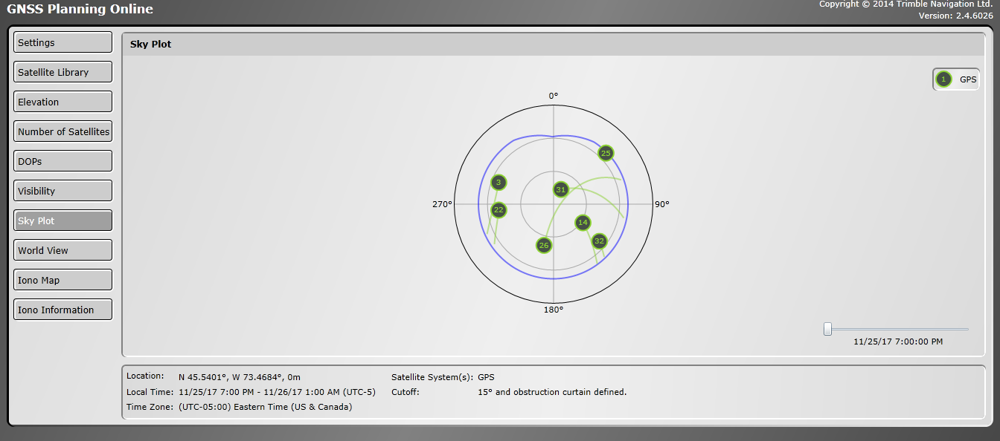 GNSS Planning Online
Copyright © 2014 Trimble Navigation Ltd.
Version: 2.4.6026
Settings
Satellite Library
Elevation
Number of Satellites
DOPs
Visibility
Sky Plot
World View
Iono Map
Iono Information
Sky Plot
1 GPS
0°
25
3
31
270°
90°
22
14
32
26
180°
11/25/17 7:00:00 PM
Location: N 45.5401°, W 73.4684°, 0m
Satellite System(s): GPS
Local Time: 11/25/17 7:00 PM - 11/26/17 1:00 AM (UTC-5)
Cutoff: 15° and obstruction curtain defined.
Time Zone: (UTC-05:00) Eastern Time (US & Canada)